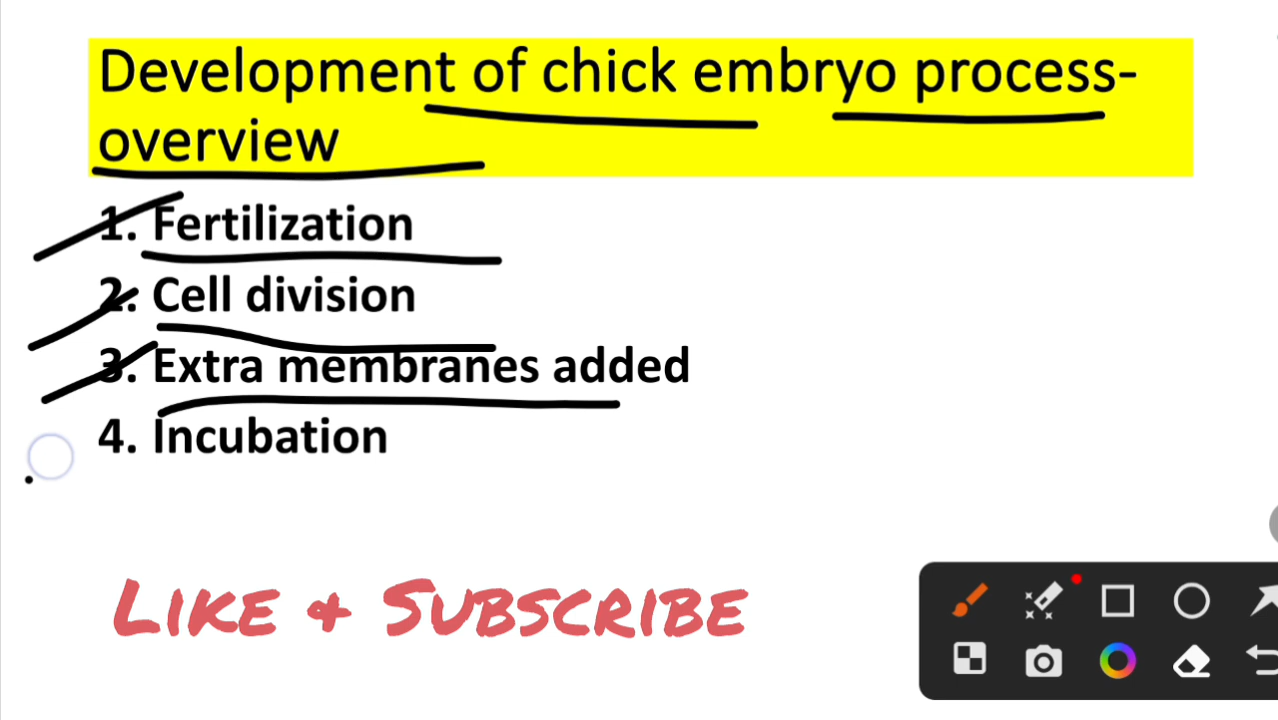 Development of chick embryo process-
overview
1. Fertilization
2. Cell division
3. Extra membranes added
4. Incubation
LIKE & SUBSCRIBE